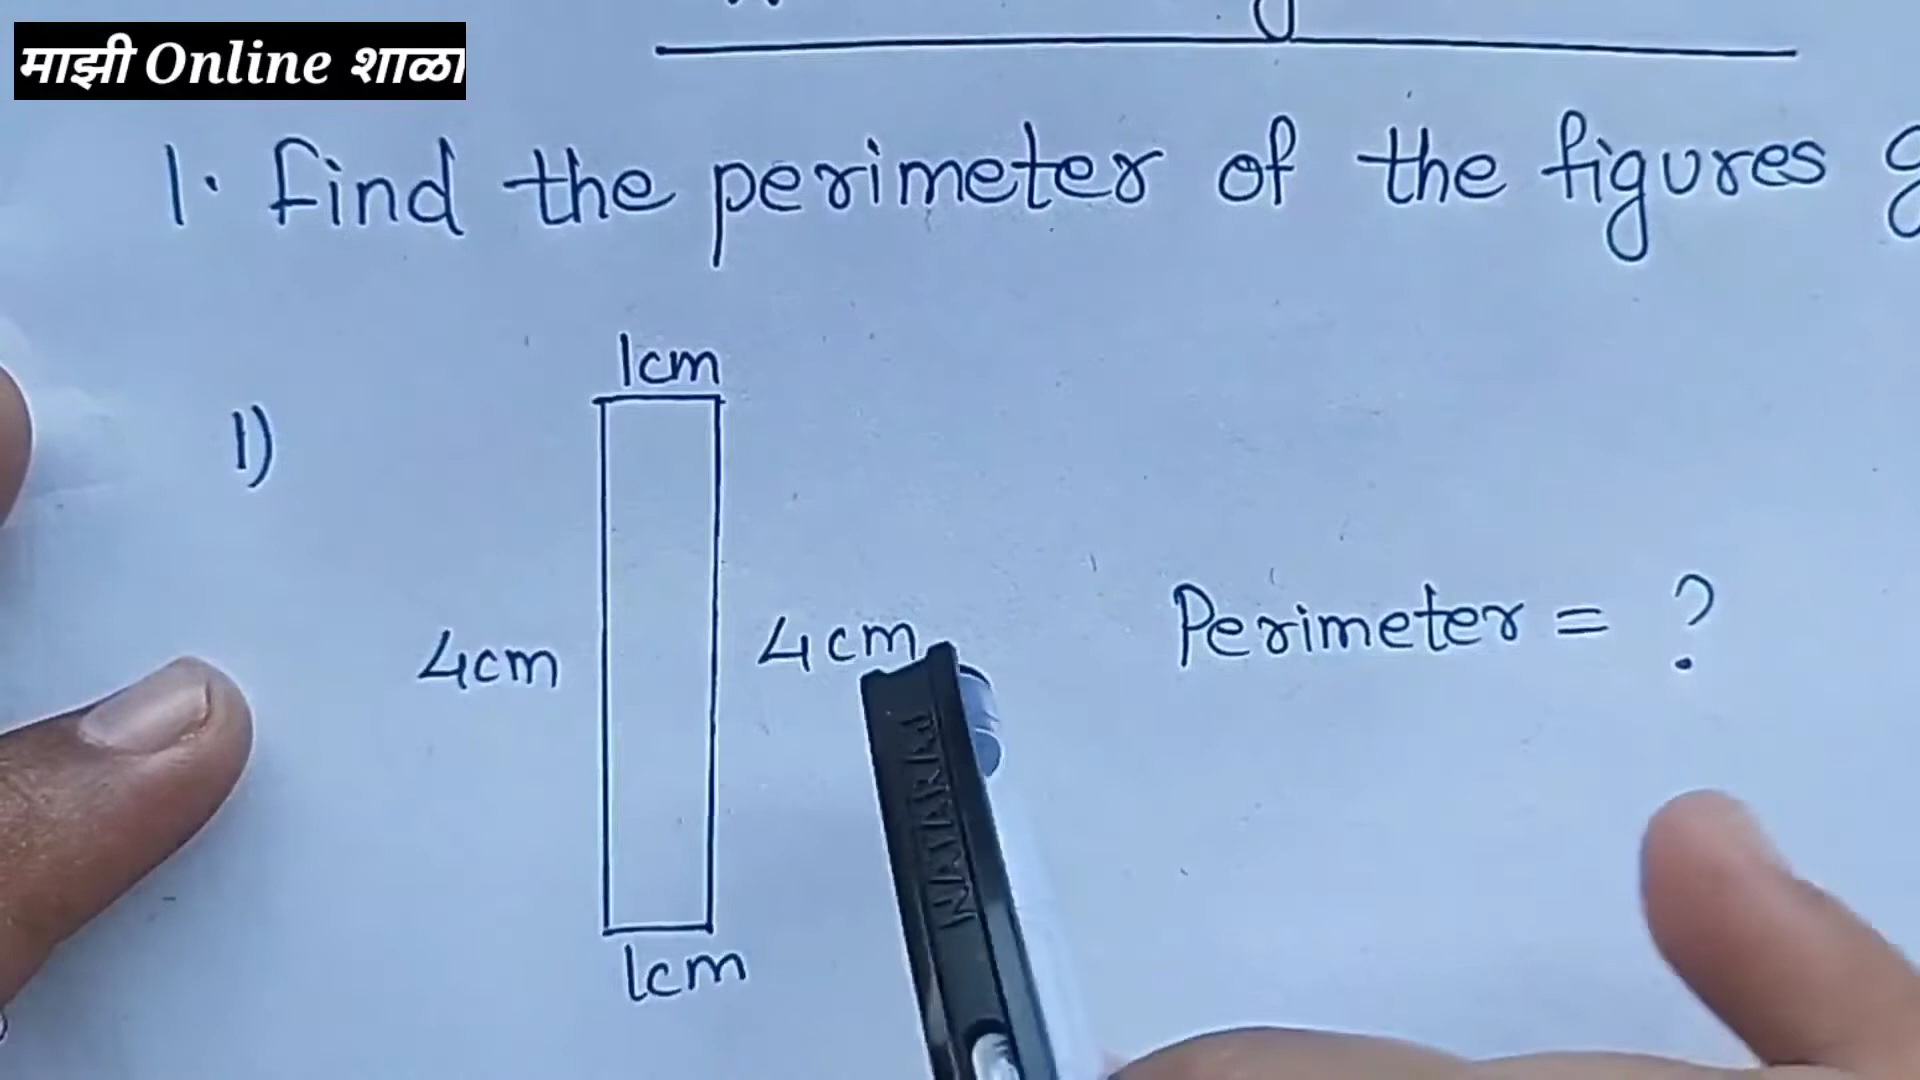 माझी Online शाळा
1. Find the perimeter of the figures
1cm
1)
4cm
4cm
Perimeter = ?
NATARAJ
1cm